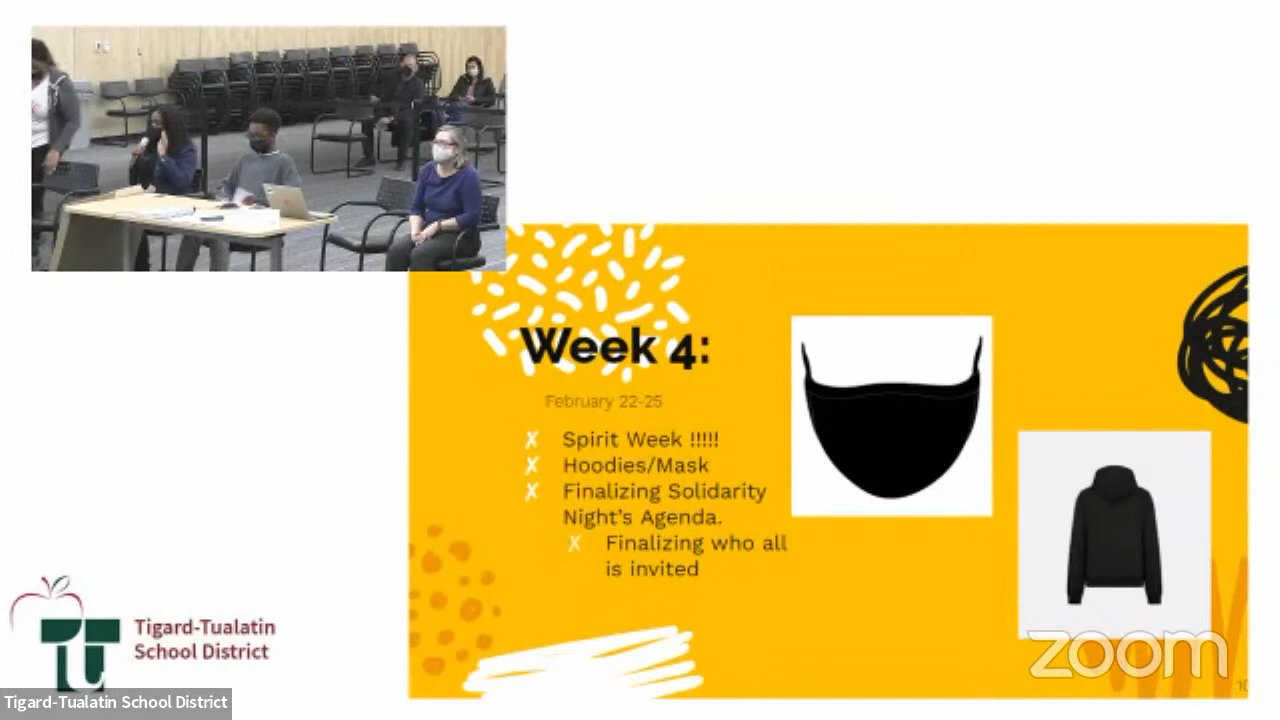 Week 4:
February 22-25
✗ Spirit Week !!!!!
✗ Hoodies/Mask
✗ Finalizing Solidarity
Night's Agenda.
✗ Finalizing who all
is invited
zoom
Tigard-Tualatin
School District
Tigard-Tualatin School District